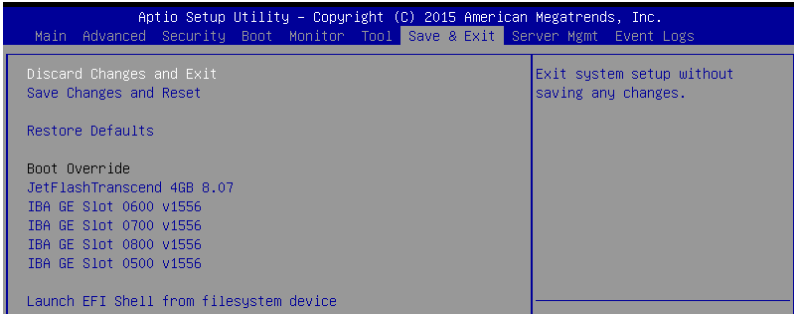 Aptio Setup Utility – Copyright (C) 2015 American Megatrends, Inc.
Main Advanced Security Boot Monitor Tool Save & Exit Server Mgmt Event Logs
Discard Changes and Exit
Save Changes and Reset
Restore Defaults
Boot Override
JetFlashTranscend 4GB 8.07
IBA GE Slot 0600 v1556
IBA GE Slot 0700 v1556
IBA GE Slot 0800 v1556
IBA GE Slot 0500 v1556
Launch EFI Shell from filesystem device
Exit system setup without
saving any changes.